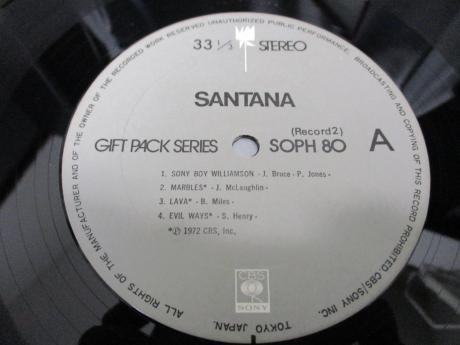 33 1/3 STEREO
SANTANA
GIFT PACK SERIES
(Record2)
SOPH 80
A
1. SONY BOY WILLIAMSON - J. Bruce - P. Jones -
2. MARBLES* - J. McLaughlin -
3. LAVA* - B. Miles -
4. EVIL WAYS* - S. Henry -
*Ⓟ 1972 CBS, Inc.
CBS
SONY
ALL RIGHTS OF THE MANUFACTURER AND OF THE OWNER OF THE RECORDED WORK RESERVED UNAUTHORIZED PUBLIC PERFORMANCE, BROADCASTING AND COPYING OF THIS RECORD PROHIBITED. CBS/SONY INC. TOKYO JAPAN.